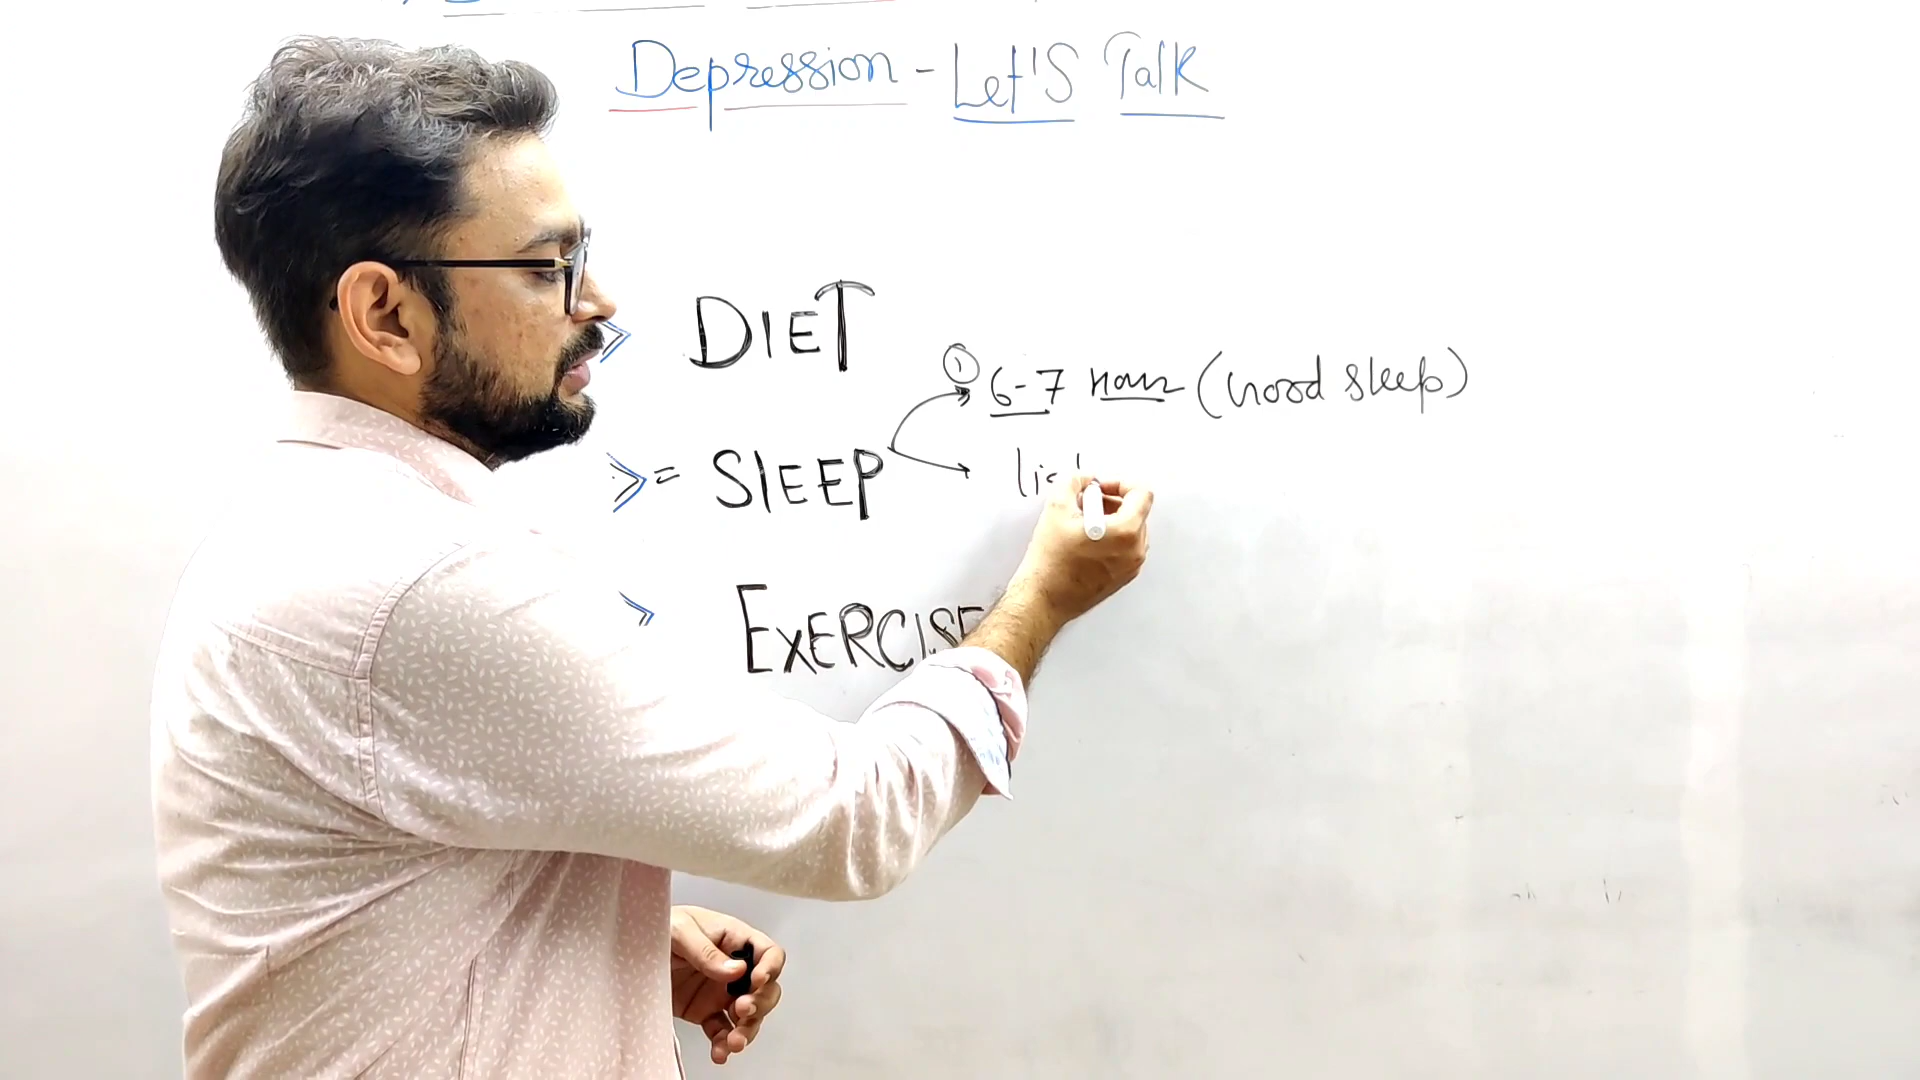 Depression - Let'S Talk
DIET
① 6-7 hour (Good sleep)
= SlEEP
EXERCISE